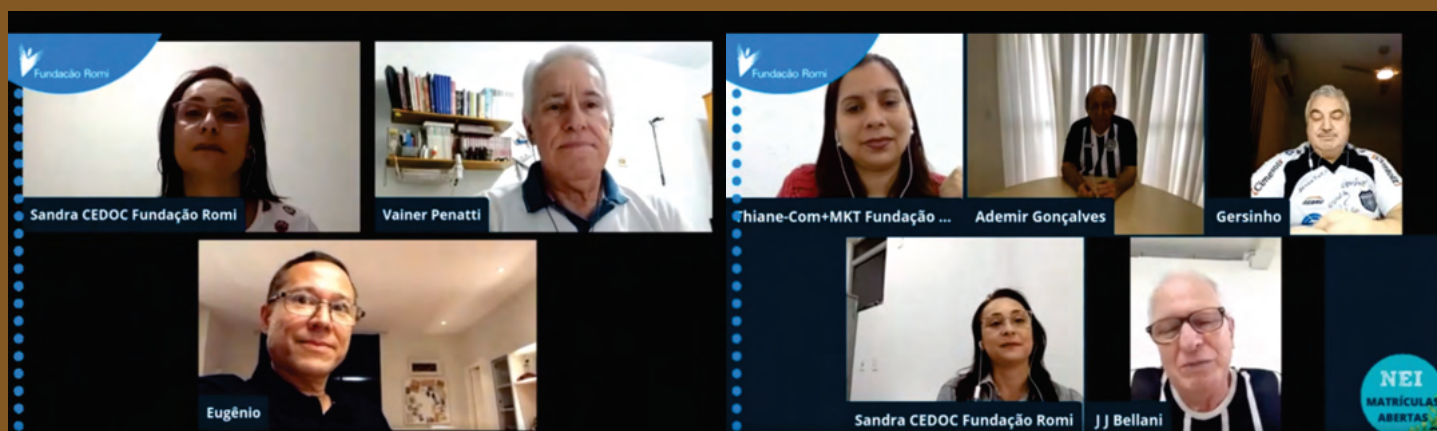 Fundação Romi
Sandra CEDOC Fundação Romi
Vainer Penatti
Eugênio
Fundação Romi
Thiane-Com+MKT Fundação ...
Ademir Gonçalves
Gersinho
Sandra CEDOC Fundação Romi
J J Bellani
NEI
MATRÍCULAS
ABERTAS